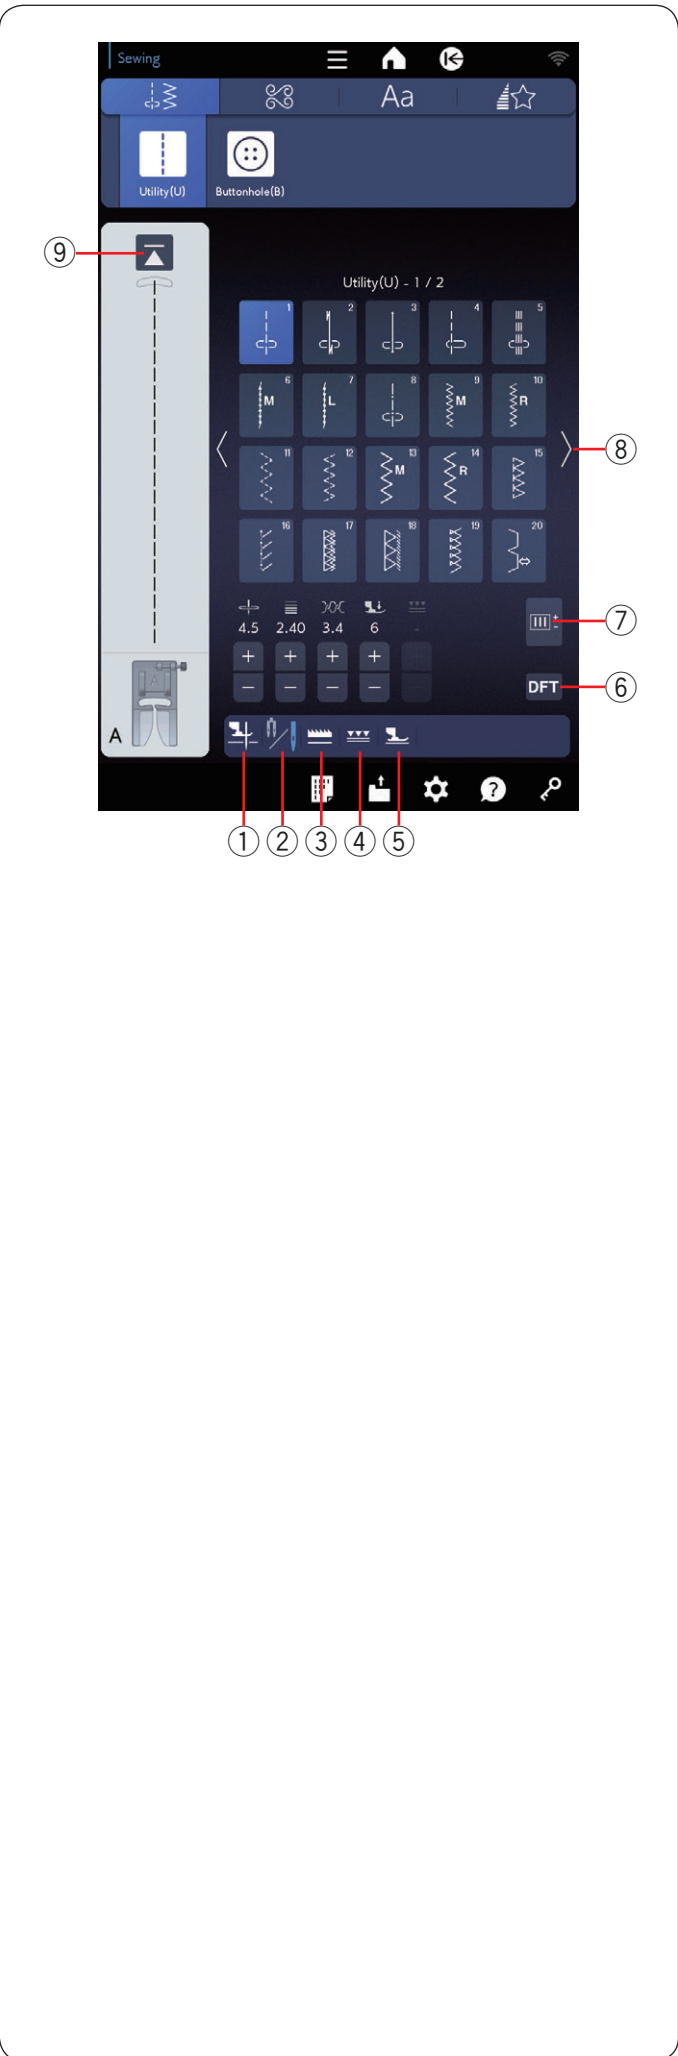 Sewing
Aa
Utility(U) Buttonhole(B)
⑨
Utility(U) - 1 / 2
1 2 3 4 5
6 M 7 L 8 9 M 10 R
⑧
11 12 13 M 14 R 15
16 17 18 19 20
4.5 2.40 3.4 6 -
+ + + +
⑦
- - - -
DFT ⑥
A
?
① ② ③ ④ ⑤